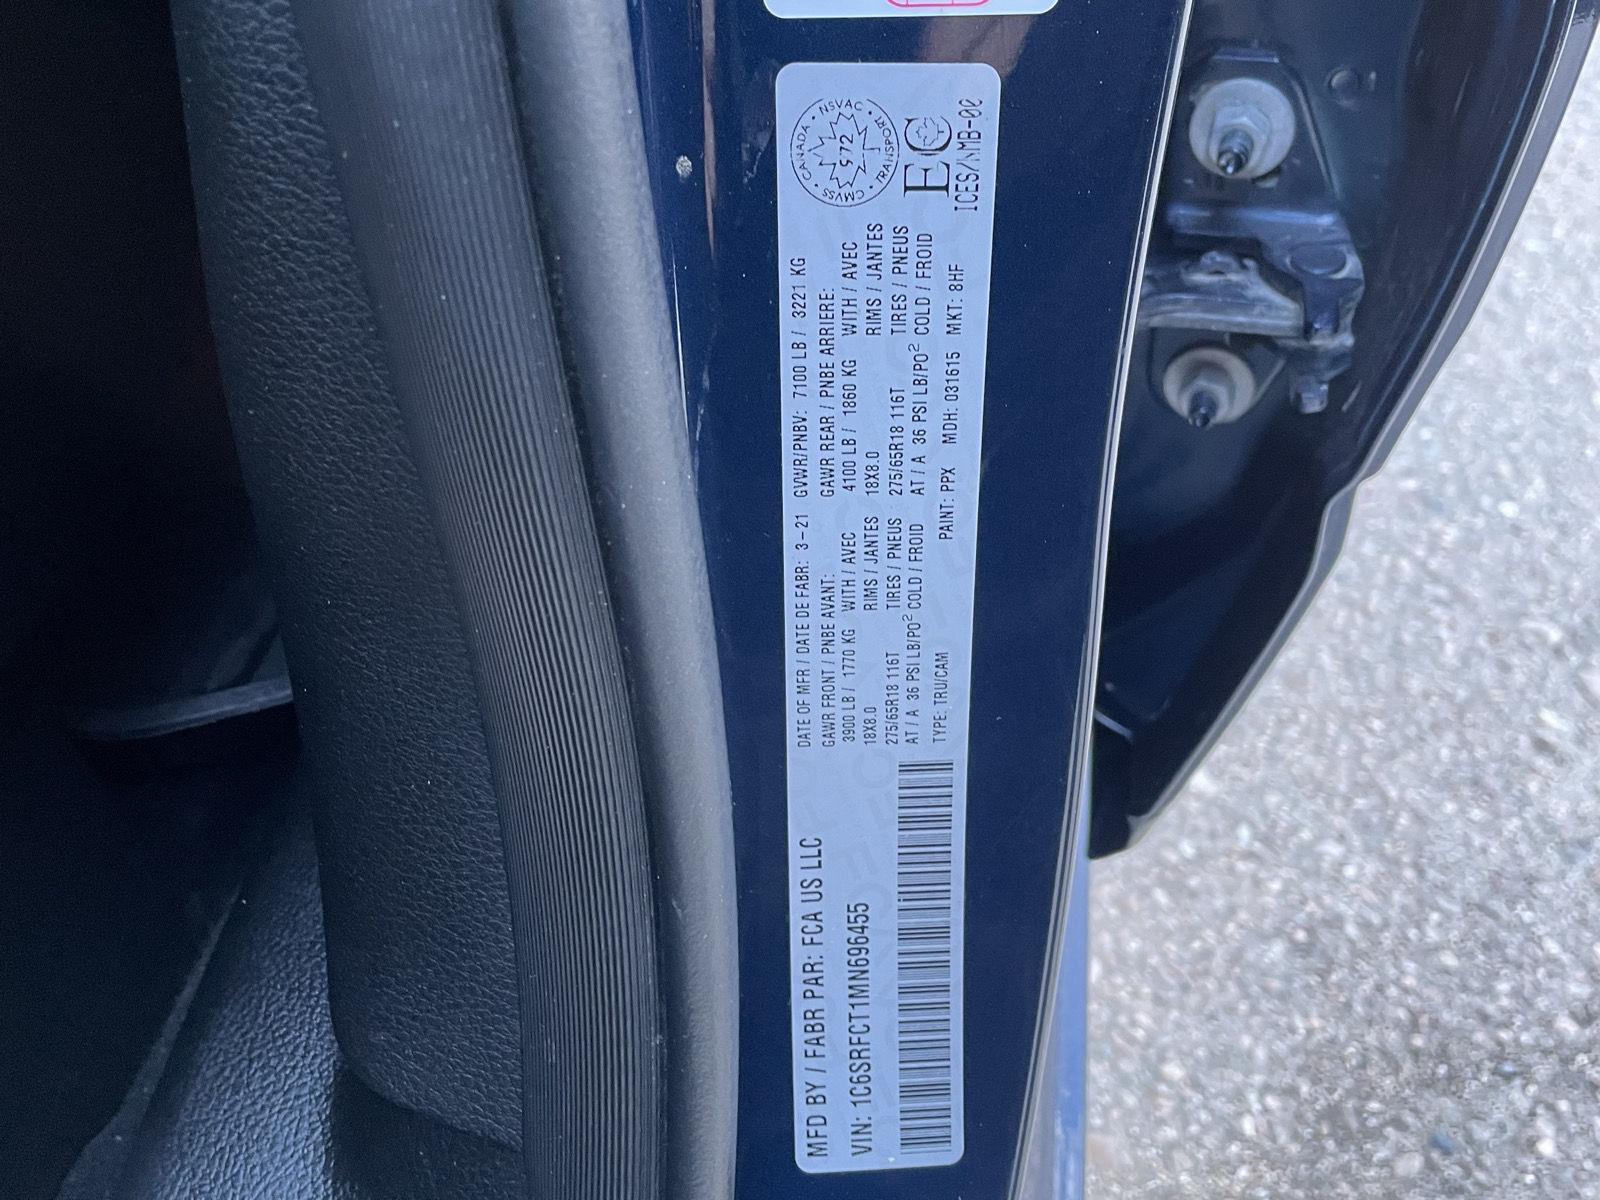 MFD BY / FABR PAR: FCA US LLC
VIN: 1C6SRFCT1MN696455
DATE OF MFR / DATE DE FABR: 3-21 GVWR/PNBV: 7100 LB / 3221 KG
GAWR FRONT / PNBE AVANT: GAWR REAR / PNBE ARRIERE:
3900 LB / 1770 KG WITH / AVEC 4100 LB / 1860 KG WITH / AVEC
18X8.0 RIMS / JANTES 18X8.0 RIMS / JANTES
275/65R18 116T TIRES / PNEUS 275/65R18 116T TIRES / PNEUS
AT / A 36 PSI LB/PO² COLD / FROID AT / A 36 PSI LB/PO² COLD / FROID
TYPE: TRU/CAM PAINT: PPX MDH: 031615 MKT: 8HF
CANADA · NSVAC · TRANSPORT · CMVSS
972
EC